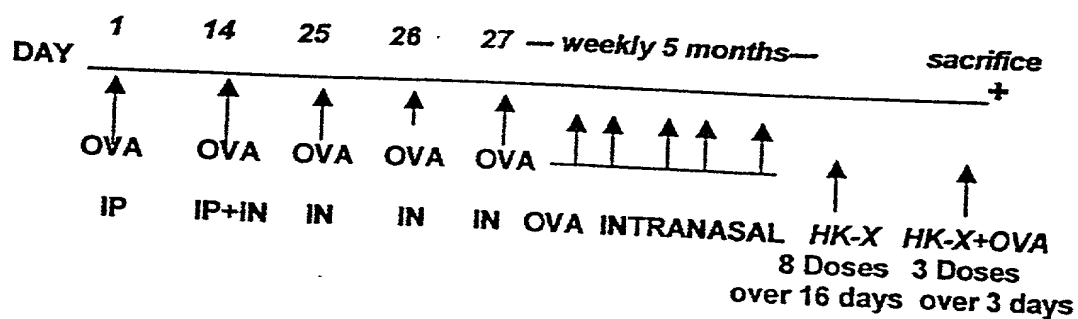 1 14 25 26 27 — weekly 5 months— sacrifice
DAY +
OVA OVA OVA OVA OVA
IP IP+IN IN IN IN OVA INTRANASAL HK-X HK-X+OVA
8 Doses 3 Doses
over 16 days over 3 days